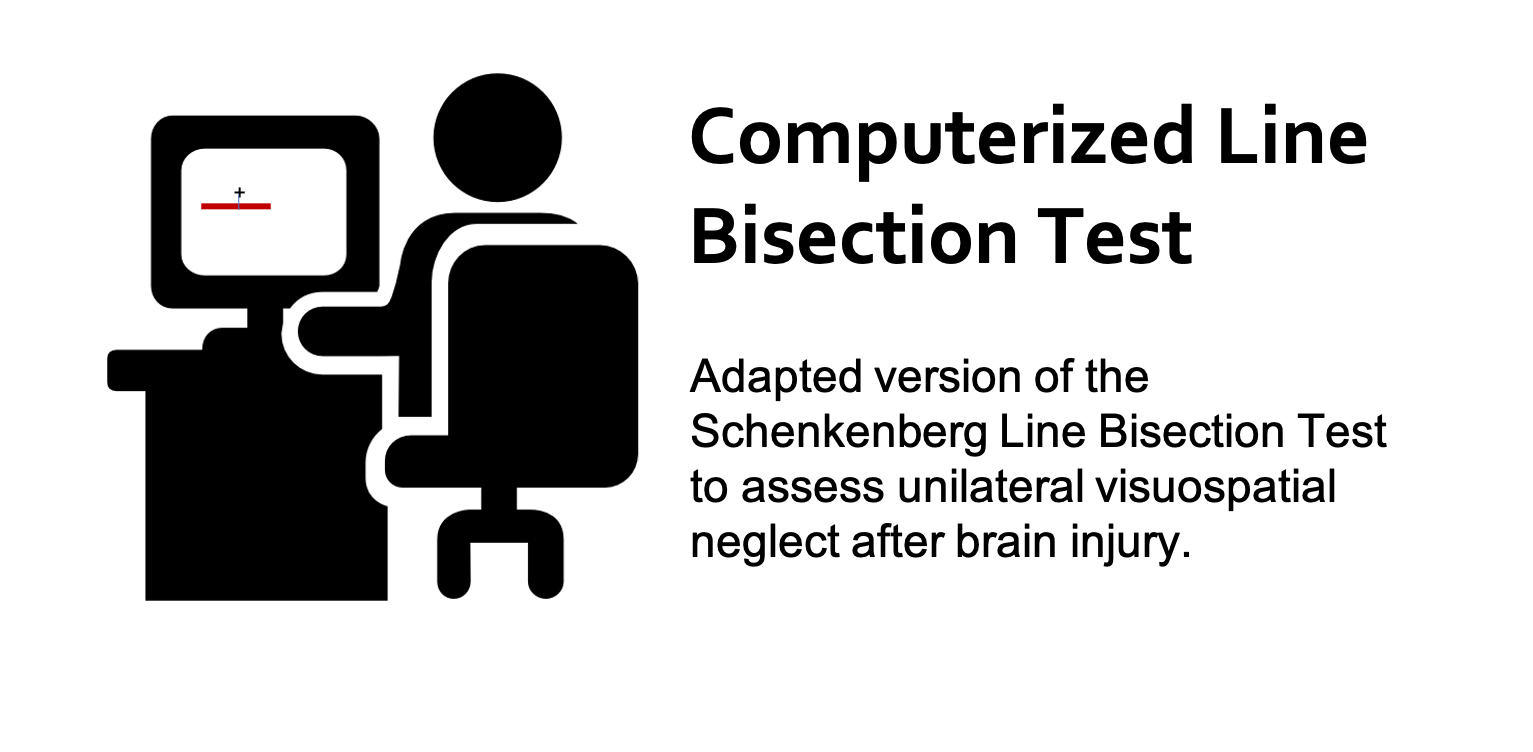 Computerized Line
Bisection Test
Adapted version of the
Schenkenberg Line Bisection Test
to assess unilateral visuospatial
neglect after brain injury.